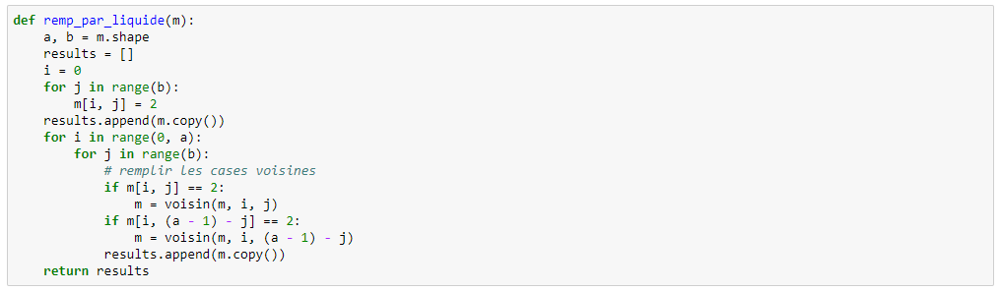 def remp_par_liquide(m):
    a, b = m.shape
    results = []
    i = 0
    for j in range(b):
        m[i, j] = 2
    results.append(m.copy())
    for i in range(0, a):
        for j in range(b):
            # remplir les cases voisines
            if m[i, j] == 2:
                m = voisin(m, i, j)
            if m[i, (a - 1) - j] == 2:
                m = voisin(m, i, (a - 1) - j)
            results.append(m.copy())
    return results